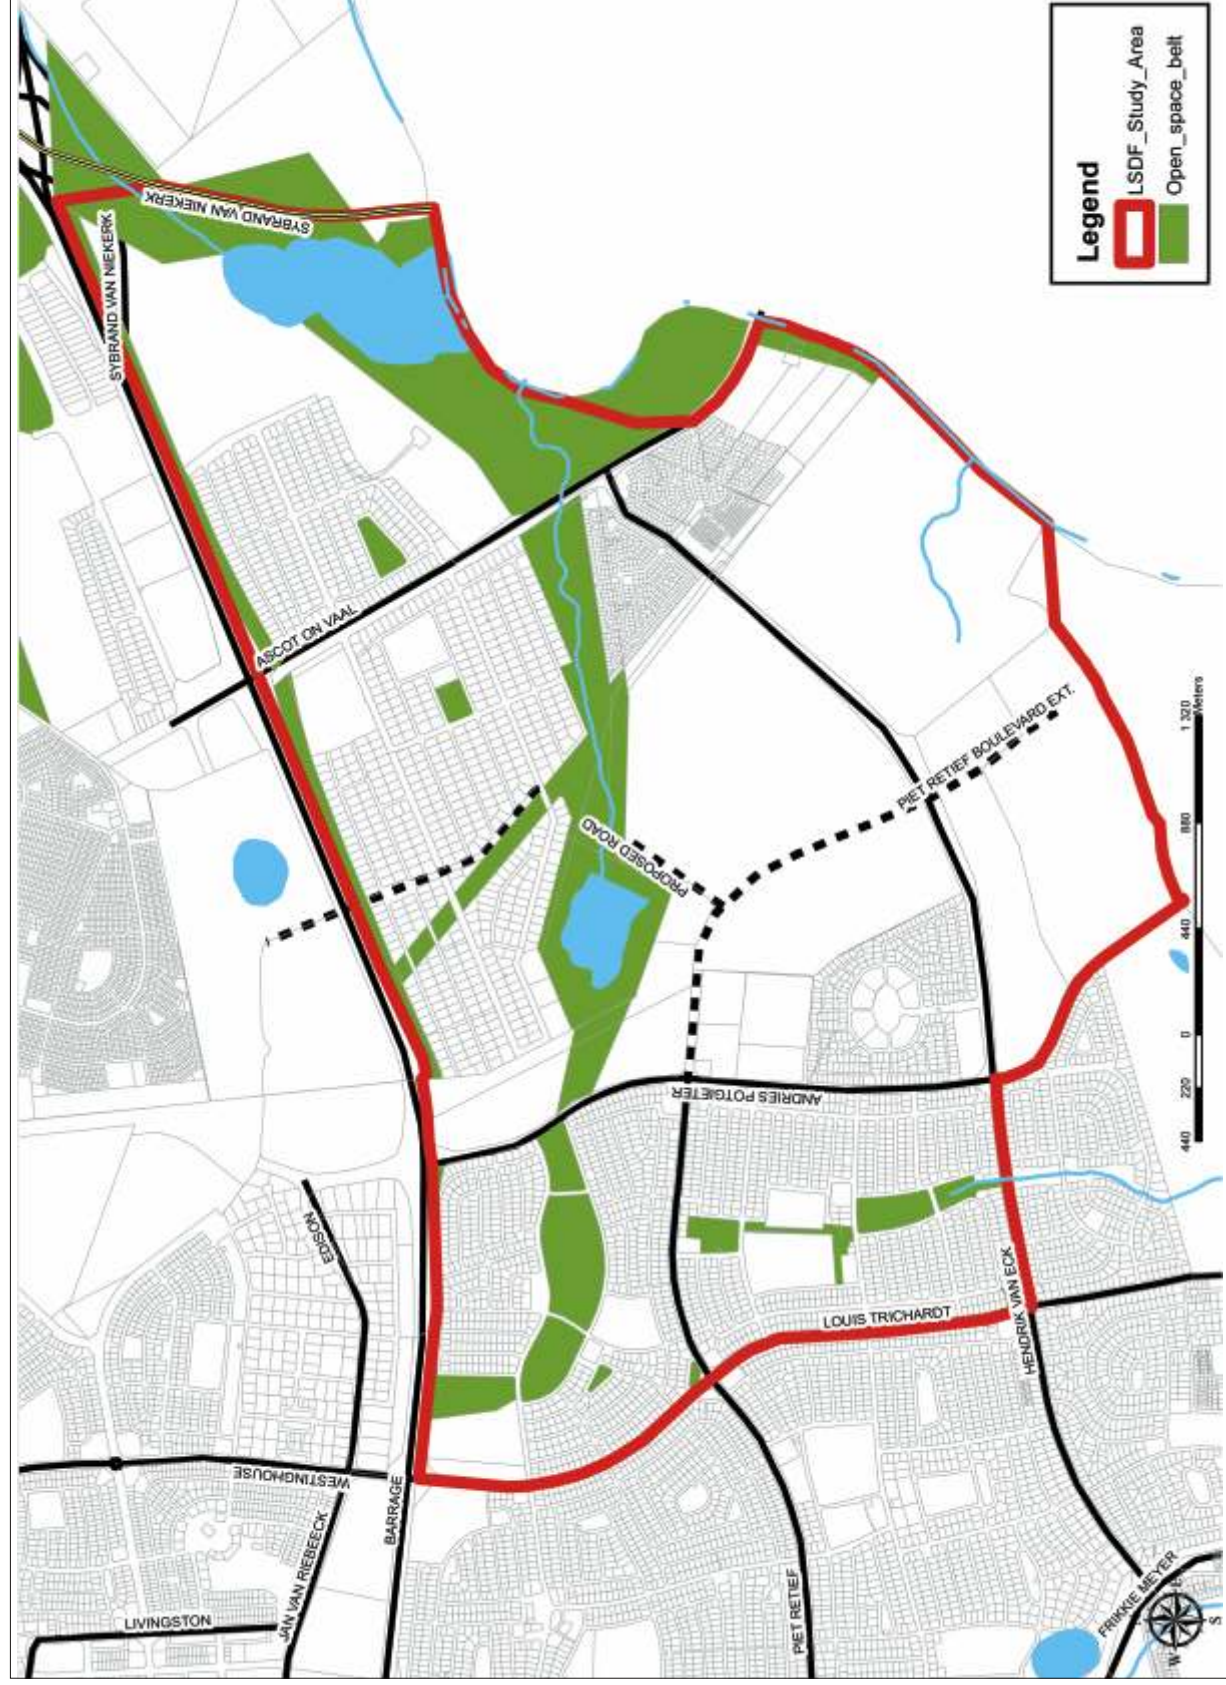 SYBRAND VAN NIEKERK
SYBRAND VAN NIEKERK
ASCOT ON VAAL
PIET RETIEF BOULEVARD EXT.
PROPOSED ROAD
ANDRIES POTGIETER
EDISON
LOUIS TRICHARDT
HENDRIK VAN ECK
WESTINGHOUSE
BARRAGE
JAN VAN RIEBEECK
LIVINGSTON
PIET RETIEF
FRIKKIE MEYER
W
E
S
440 220 0 440 880 1 320
Meters
Legend
LSDF_Study_Area
Open_space_belt